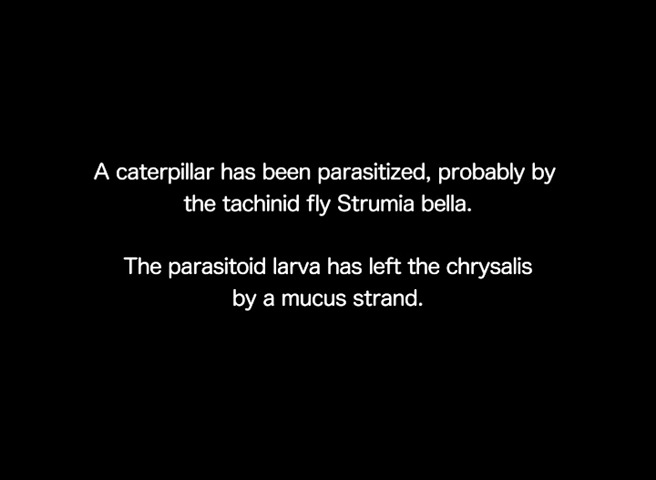 A caterpillar has been parasitized, probably by
the tachinid fly Strumia bella.
The parasitoid larva has left the chrysalis
by a mucus strand.